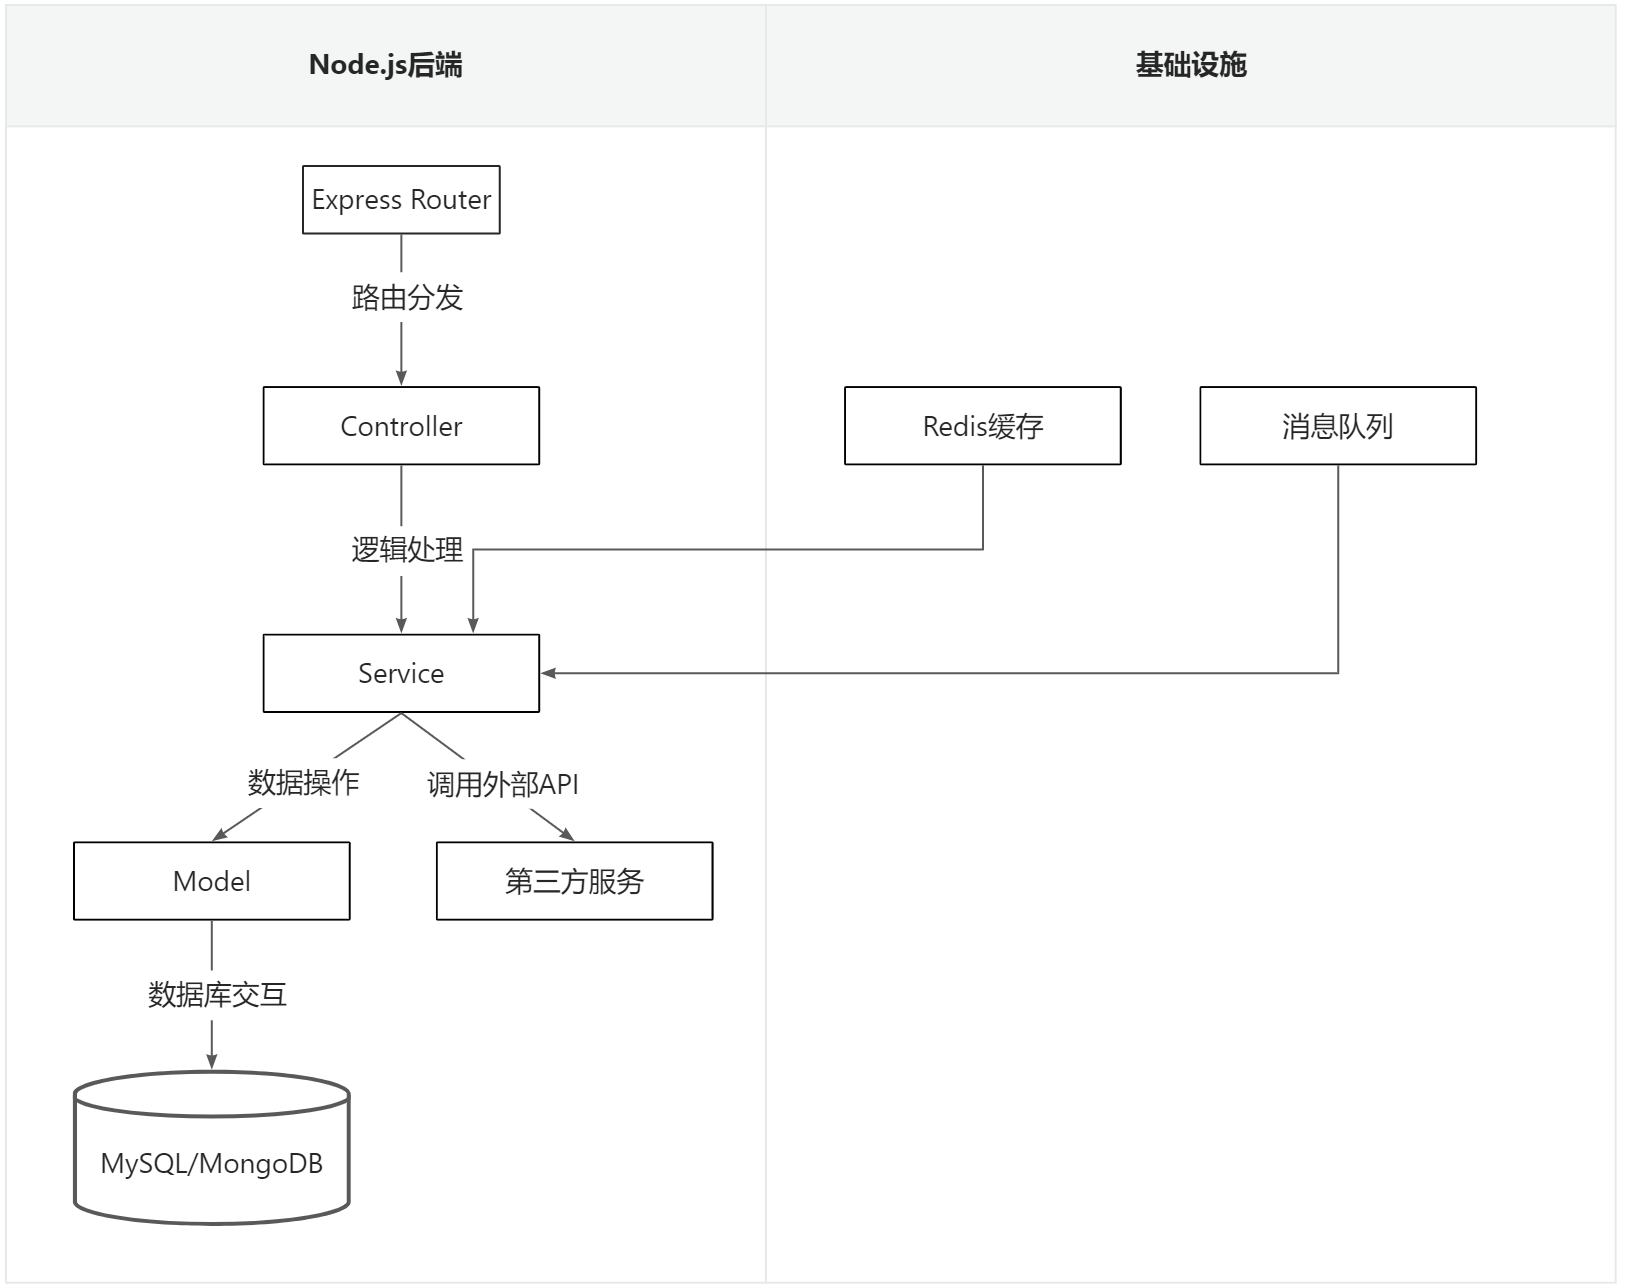 Node.js后端
基础设施
Express Router
路由分发
Controller
Redis缓存
消息队列
逻辑处理
Service
数据操作
调用外部API
Model
第三方服务
数据库交互
MySQL/MongoDB